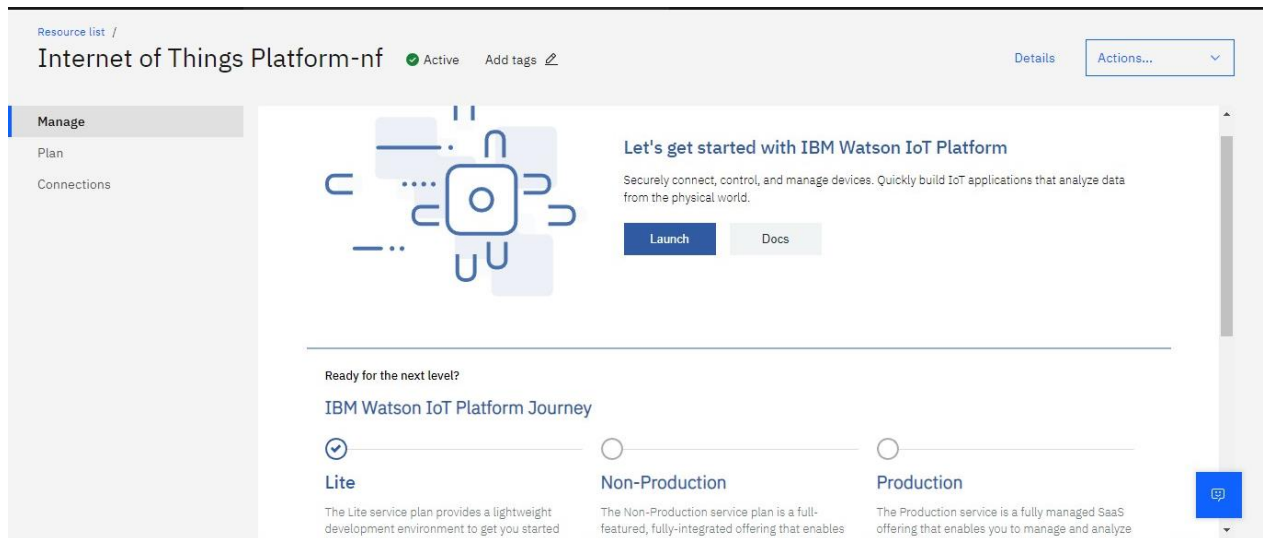 Resource list /
Internet of Things Platform-nf Active Add tags
Details Actions...
Manage
Plan
Connections
Let's get started with IBM Watson IoT Platform
Securely connect, control, and manage devices. Quickly build IoT applications that analyze data
from the physical world.
Launch Docs
Ready for the next level?
IBM Watson IoT Platform Journey
Lite
The Lite service plan provides a lightweight
development environment to get you started
Non-Production
The Non-Production service plan is a full-
featured, fully-integrated offering that enables
Production
The Production service is a fully managed SaaS
offering that enables you to manage and analyze